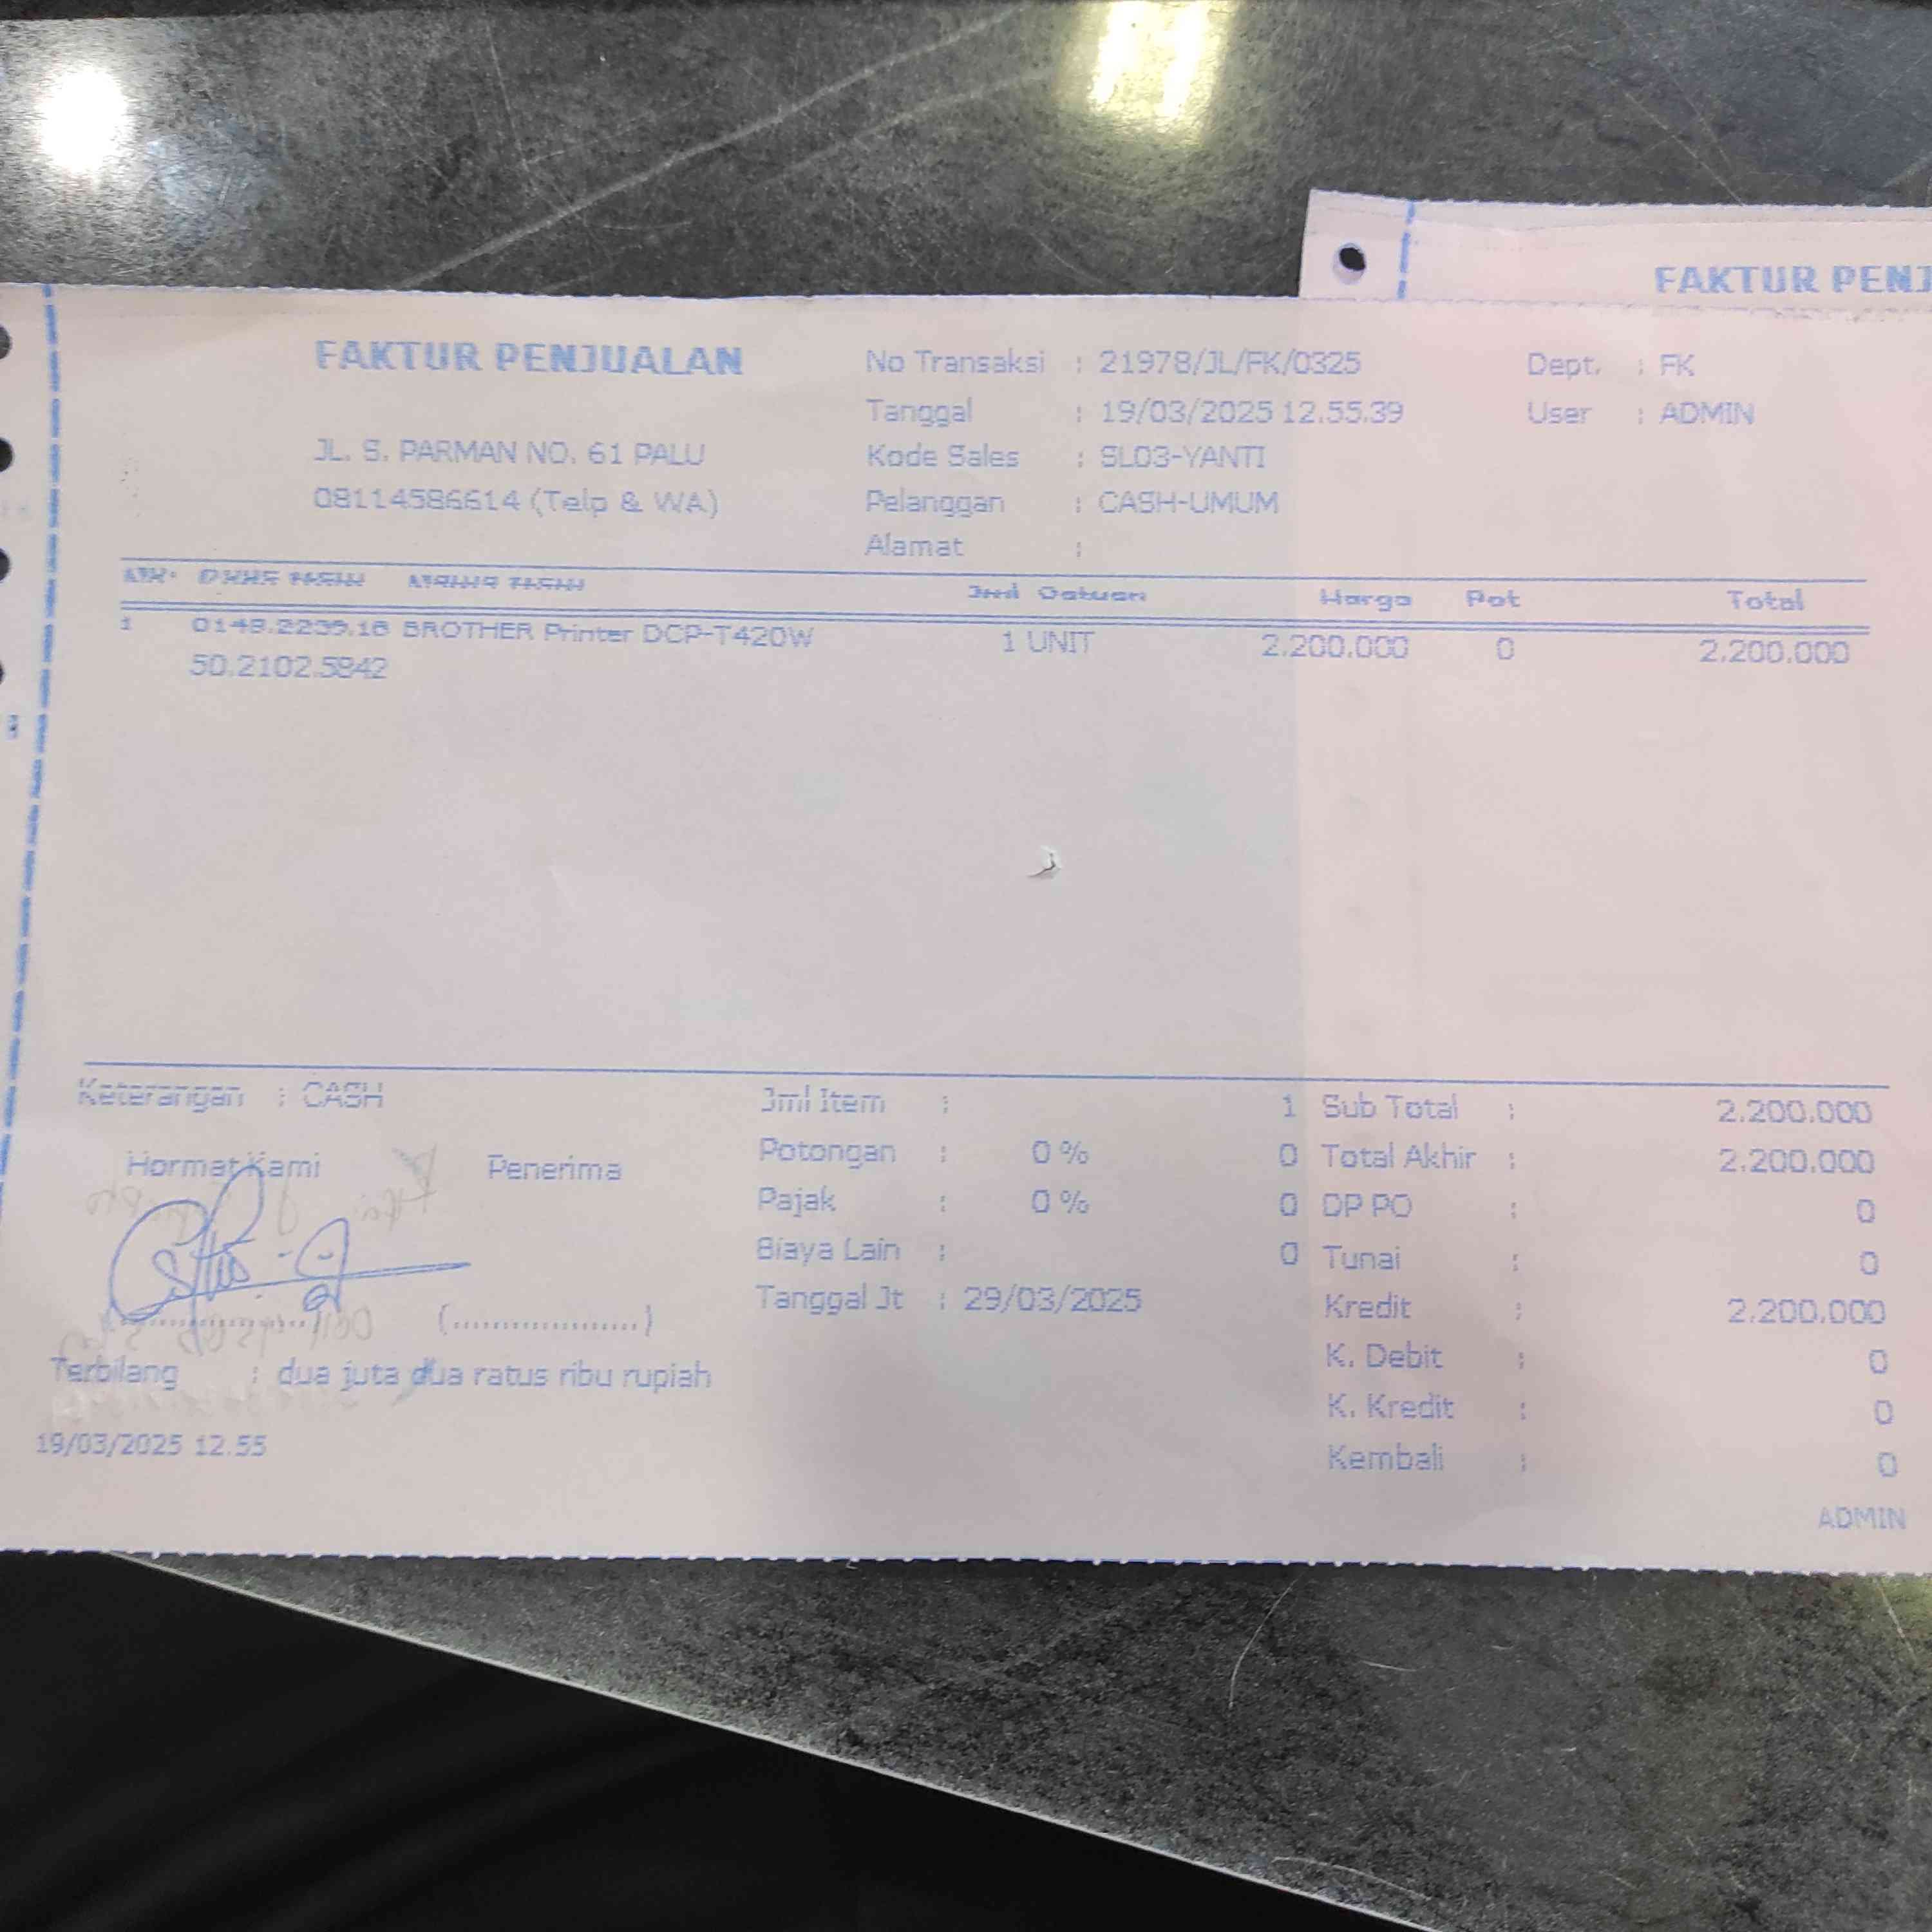 FAKTUR PENJ
FAKTUR PENJUALAN
JL. S. PARMAN NO. 61 PALU
08114586614 (Telp & WA)
No Transaksi : 21978/JL/FK/0325
Tanggal : 19/03/2025 12.55.39
Kode Sales : SL03-YANTI
Pelanggan : CASH-UMUM
Alamat :
Dept. : FK
User : ADMIN
Jml Satuan Harga Pot Total
1 0148.2239.16 BROTHER Printer DCP-T420W 1 UNIT 2.200.000 0 2.200.000
50.2102.5842
Keterangan : CASH
Hormat Kami Penerima
(....................)
Terbilang : dua juta dua ratus ribu rupiah
19/03/2025 12.55
Jml Item : 1
Potongan : 0 % 0
Pajak : 0 % 0
Biaya Lain : 0
Tanggal Jt : 29/03/2025
Sub Total : 2.200.000
Total Akhir : 2.200.000
DP PO : 0
Tunai : 0
Kredit : 2.200.000
K. Debit : 0
K. Kredit : 0
Kembali : 0
ADMIN